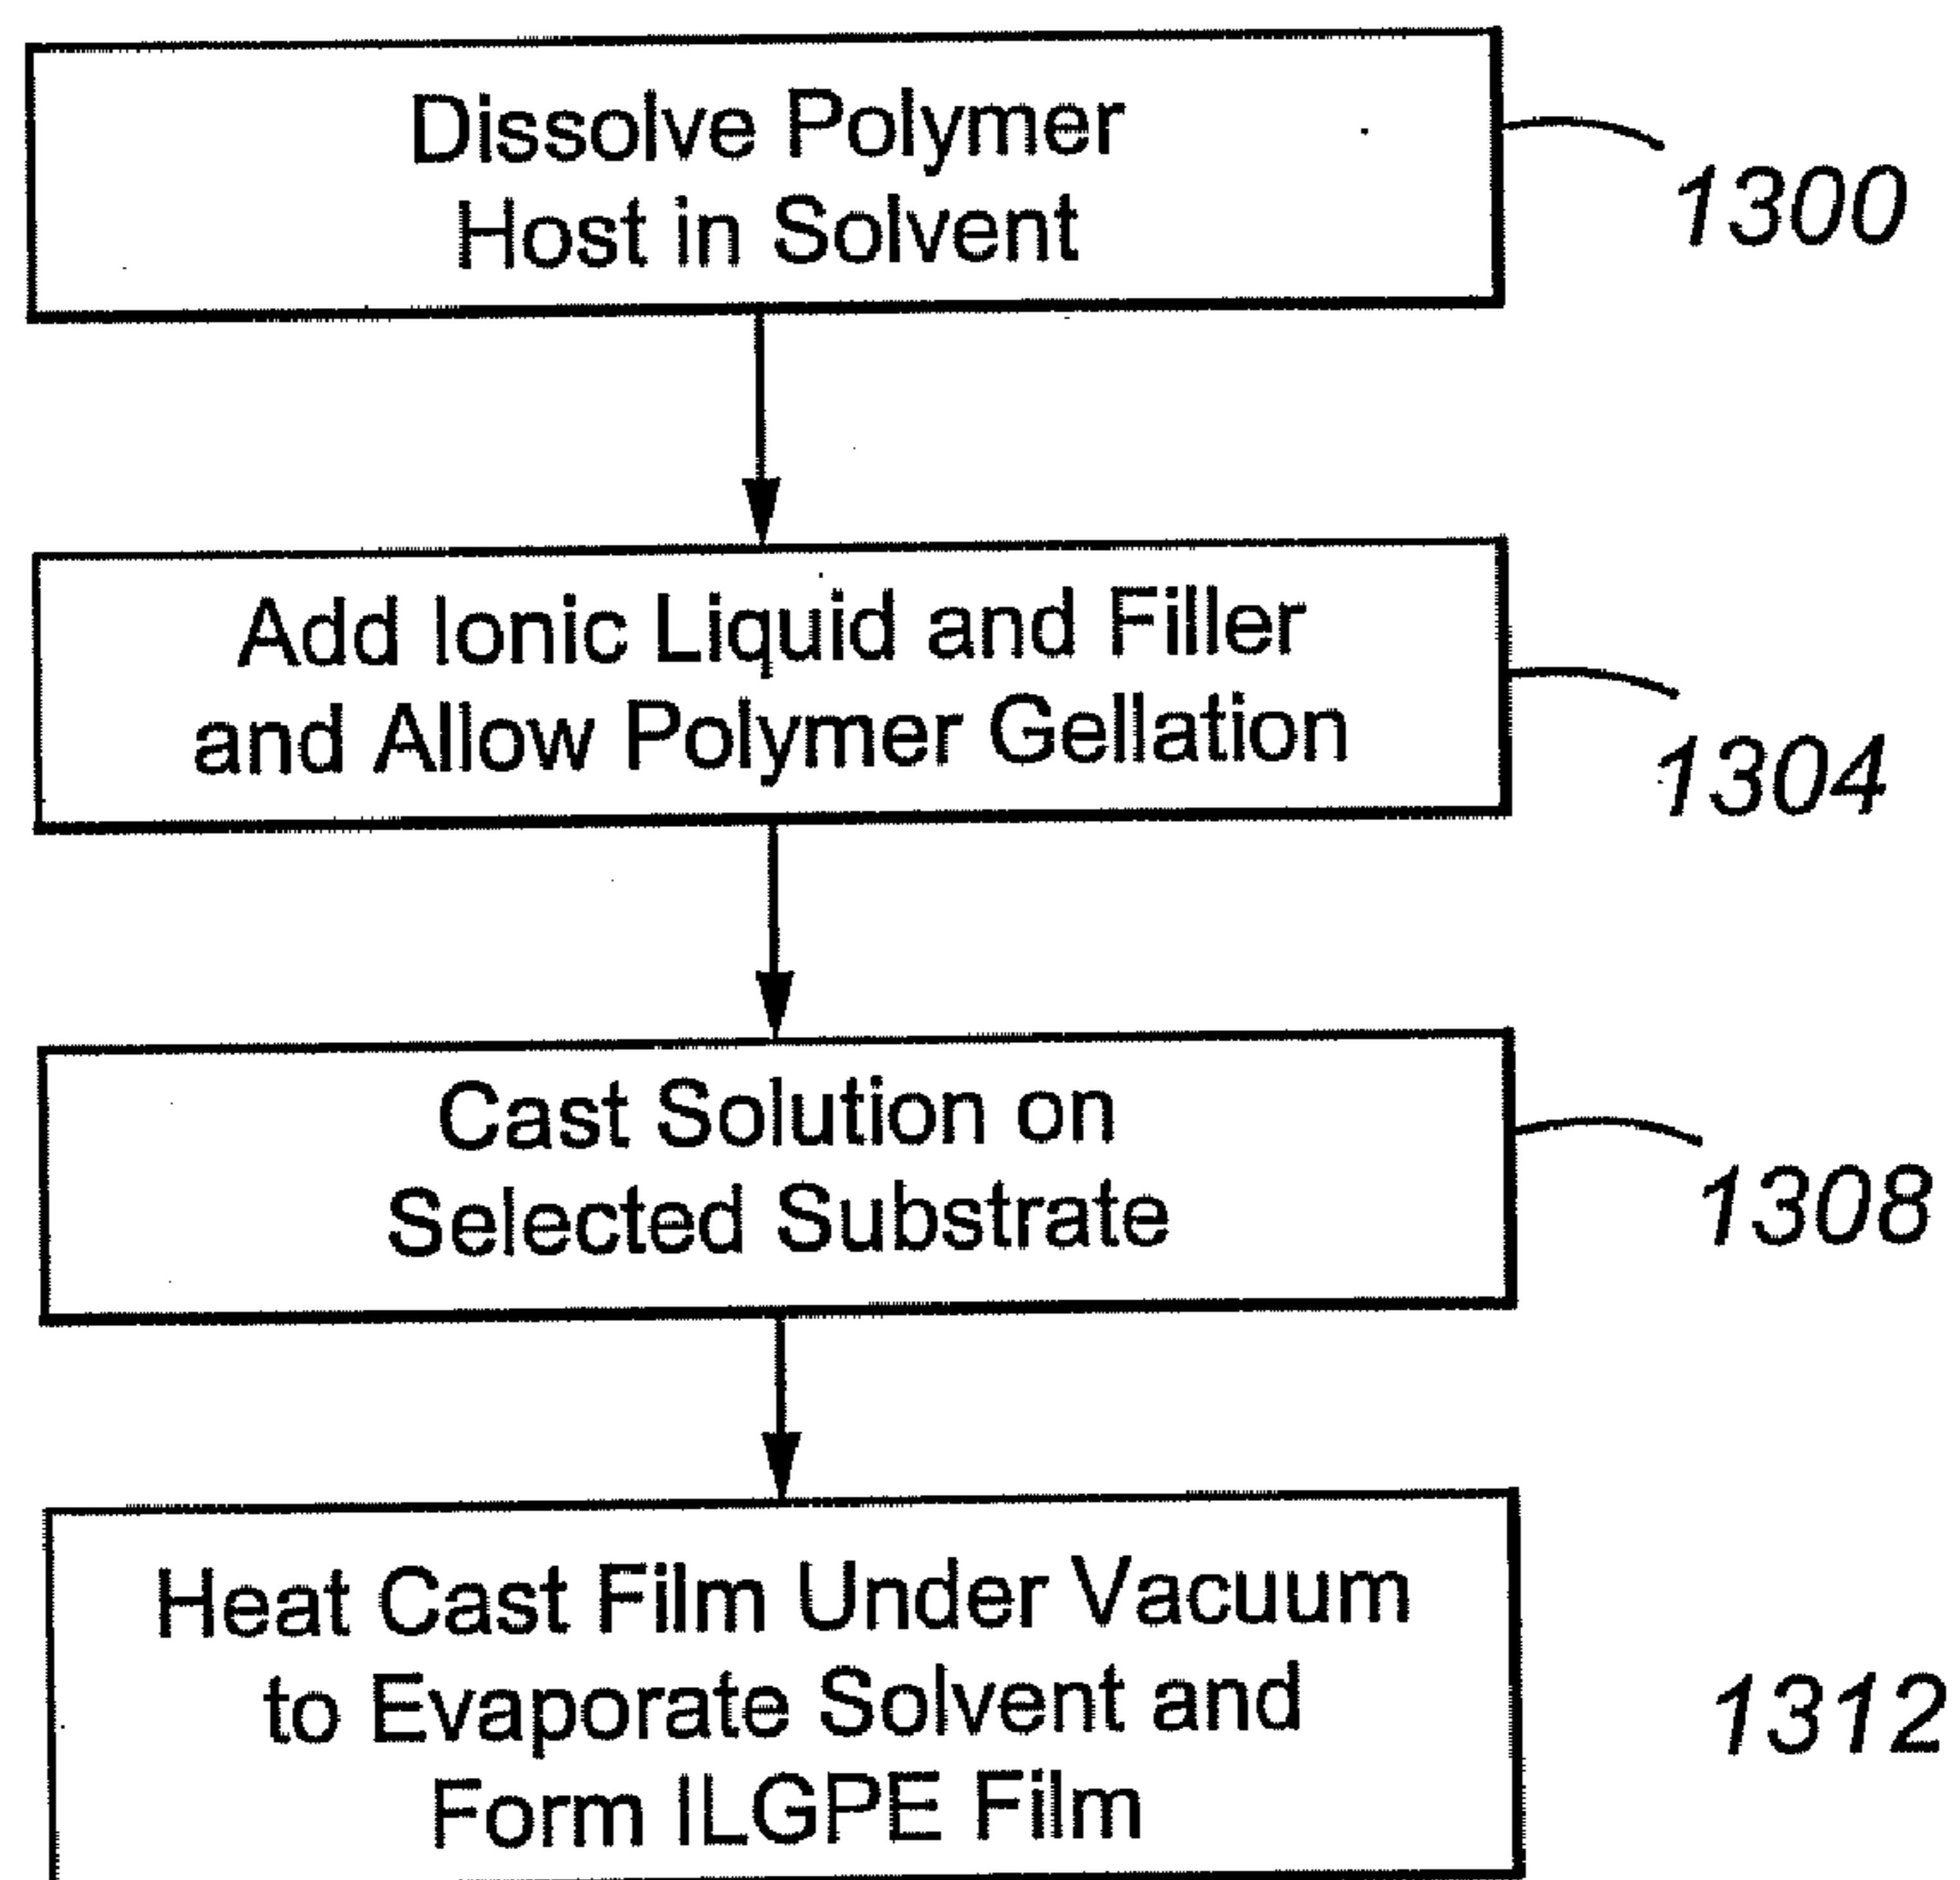 Dissolve Polymer
Host in Solvent
1300
Add Ionic Liquid and Filler
and Allow Polymer Gellation
1304
Cast Solution on
Selected Substrate
1308
Heat Cast Film Under Vacuum
to Evaporate Solvent and
Form ILGPE Film
1312